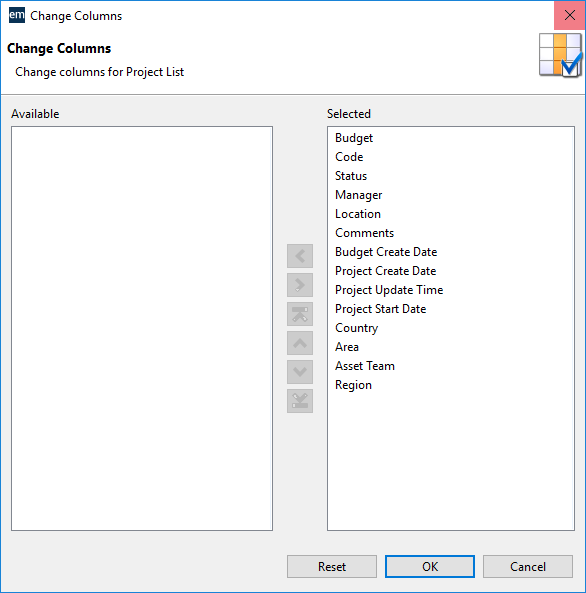 em Change Columns
Change Columns
Change columns for Project List
Available
Selected
Budget
Code
Status
Manager
Location
Comments
Budget Create Date
Project Create Date
Project Update Time
Project Start Date
Country
Area
Asset Team
Region
Reset
OK
Cancel